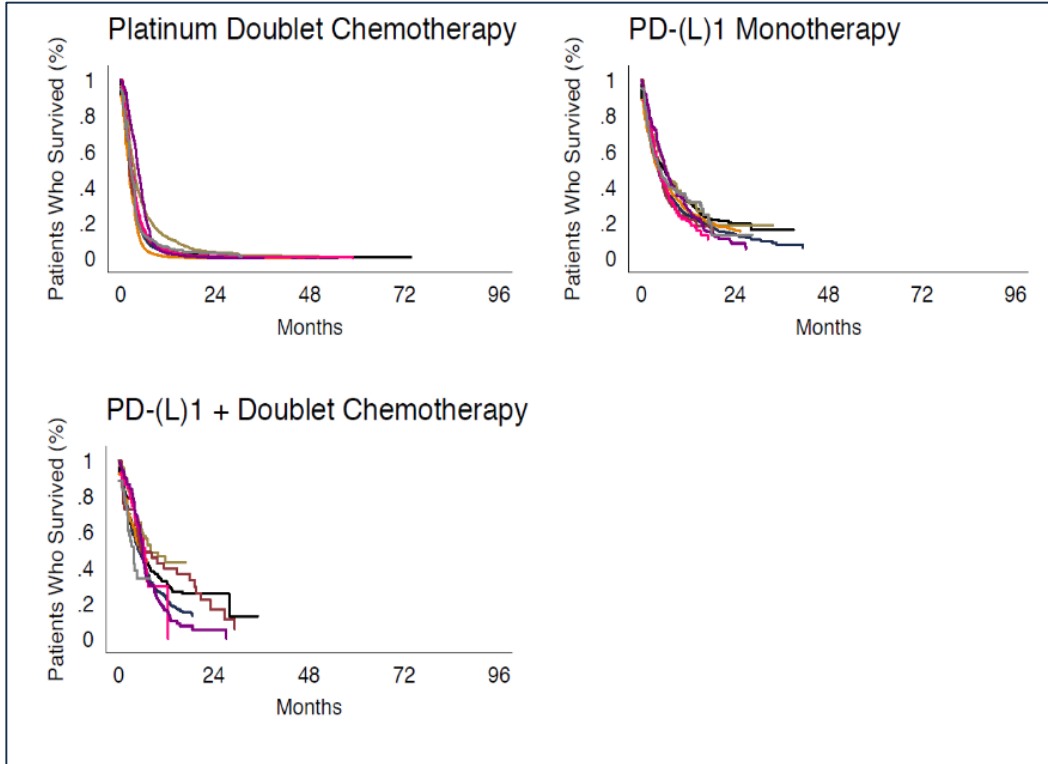 Platinum Doublet Chemotherapy
Patients Who Survived (%)
1
.8
.6
.4
.2
0
0 24 48 72 96
Months
PD-(L)1 Monotherapy
Patients Who Survived (%)
1
.8
.6
.4
.2
0
0 24 48 72 96
Months
PD-(L)1 + Doublet Chemotherapy
Patients Who Survived (%)
1
.8
.6
.4
.2
0
0 24 48 72 96
Months